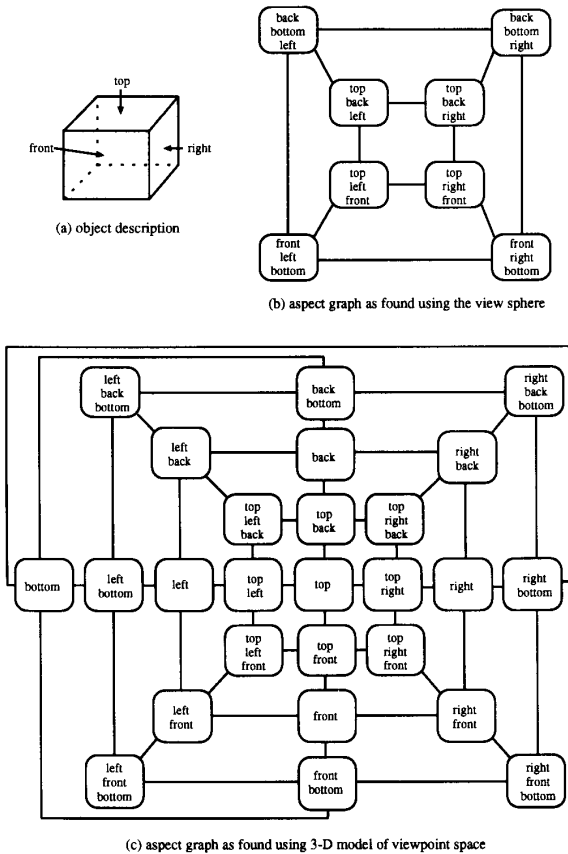 top
front
right
(a) object description
back
bottom
left
back
bottom
right
top
back
left
top
back
right
top
left
front
top
right
front
front
left
bottom
front
right
bottom
(b) aspect graph as found using the view sphere
left
back
bottom
back
bottom
right
back
bottom
left
back
back
right
back
top
left
back
top
back
top
right
back
bottom
left
bottom
left
top
left
top
top
right
right
right
bottom
top
left
front
top
front
top
right
front
left
front
front
right
front
left
front
bottom
front
bottom
right
front
bottom
(c) aspect graph as found using 3-D model of viewpoint space